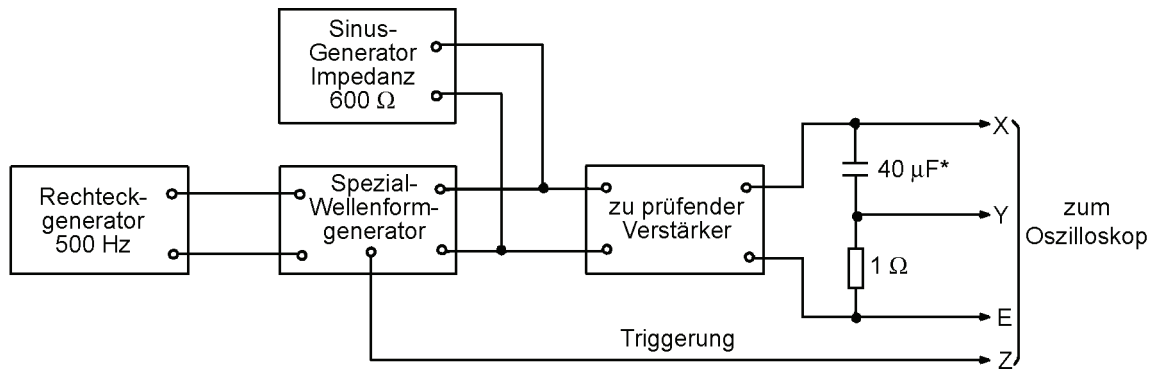 Sinus-
Generator
Impedanz
600 Ω
Rechteck-
generator
500 Hz
Spezial-
Wellenform-
generator
zu prüfender
Verstärker
40 µF*
1 Ω
X
Y
E
Z
zum
Oszilloskop
Triggerung